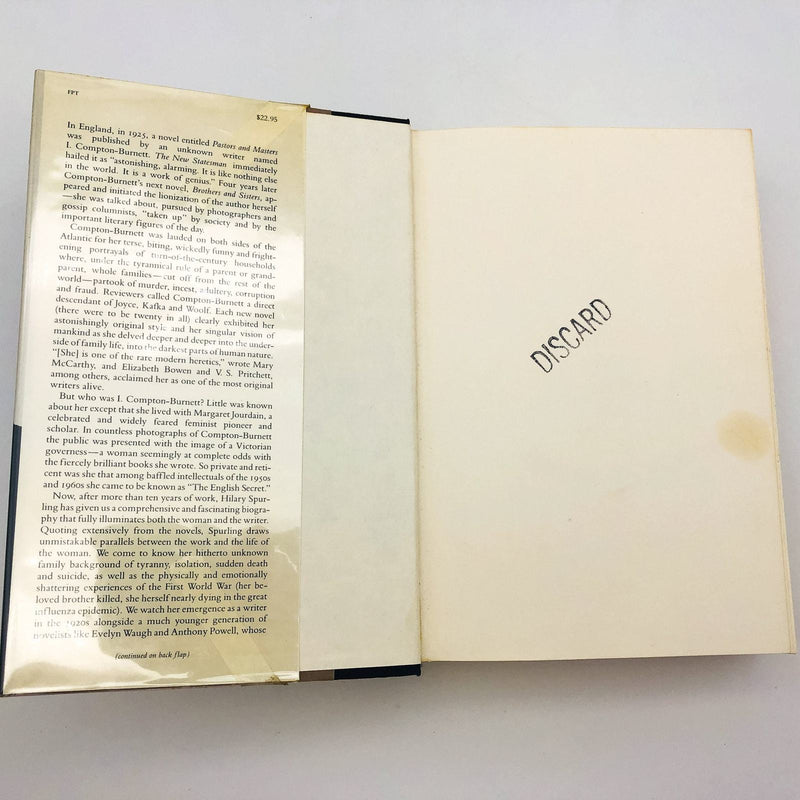 FPT
$22.95
In England, in 1925, a novel entitled Pastors and Masters
was published by an unknown writer named
I. Compton-Burnett. The New Statesman immediately
hailed it as "astonishing, alarming. It is like nothing else
in the world. It is a work of genius." Four years later
Compton-Burnett's next novel, Brothers and Sisters, ap-
peared and initiated the lionization of the author herself
—she was talked about, pursued by photographers and
gossip columnists, "taken up" by society and by the
important literary figures of the day.
Compton-Burnett was lauded on both sides of the
Atlantic for her terse, biting, wickedly funny and fright-
ening portrayals of turn-of-the-century households
where, under the tyrannical rule of a parent or grand-
parent, whole families—cut off from the rest of the
world—partook of murder, incest, adultery, corruption
and fraud. Reviewers called Compton-Burnett a direct
descendant of Joyce, Kafka and Woolf. Each new novel
(there were to be twenty in all) clearly exhibited her
astonishingly original style and her singular vision of
mankind as she delved deeper and deeper into the under-
side of family life, into the darkest parts of human nature.
"[She] is one of the rare modern heretics," wrote Mary
McCarthy, and Elizabeth Bowen and V. S. Pritchett,
among others, acclaimed her as one of the most original
writers alive.
But who was I. Compton-Burnett? Little was known
about her except that she lived with Margaret Jourdain, a
celebrated and widely feared feminist pioneer and
scholar. In countless photographs of Compton-Burnett
the public was presented with the image of a Victorian
governess—a woman seemingly at complete odds with
the fiercely brilliant books she wrote. So private and reti-
cent was she that among baffled intellectuals of the 1950s
and 1960s she came to be known as "The English Secret."
Now, after more than ten years of work, Hilary Spur-
ling has given us a comprehensive and fascinating biogra-
phy that fully illuminates both the woman and the writer.
Quoting extensively from the novels, Spurling draws
unmistakable parallels between the work and the life of
the woman. We come to know her hitherto unknown
family background of tyranny, isolation, sudden death
and suicide, as well as the physically and emotionally
shattering experiences of the First World War (her be-
loved brother killed, she herself nearly dying in the great
influenza epidemic). We watch her emergence as a writer
in the 1920s alongside a much younger generation of
novelists like Evelyn Waugh and Anthony Powell, whose
(continued on back flap)
DISCARD